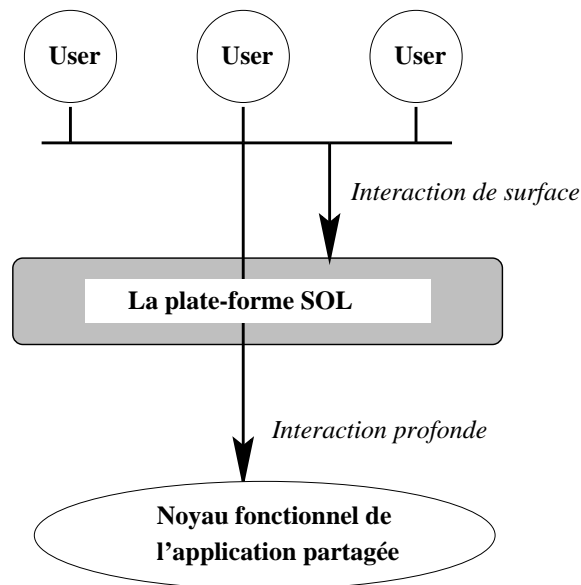 User User User
Interaction de surface
La plate-forme SOL
Interaction profonde
Noyau fonctionnel de
l'application partagée